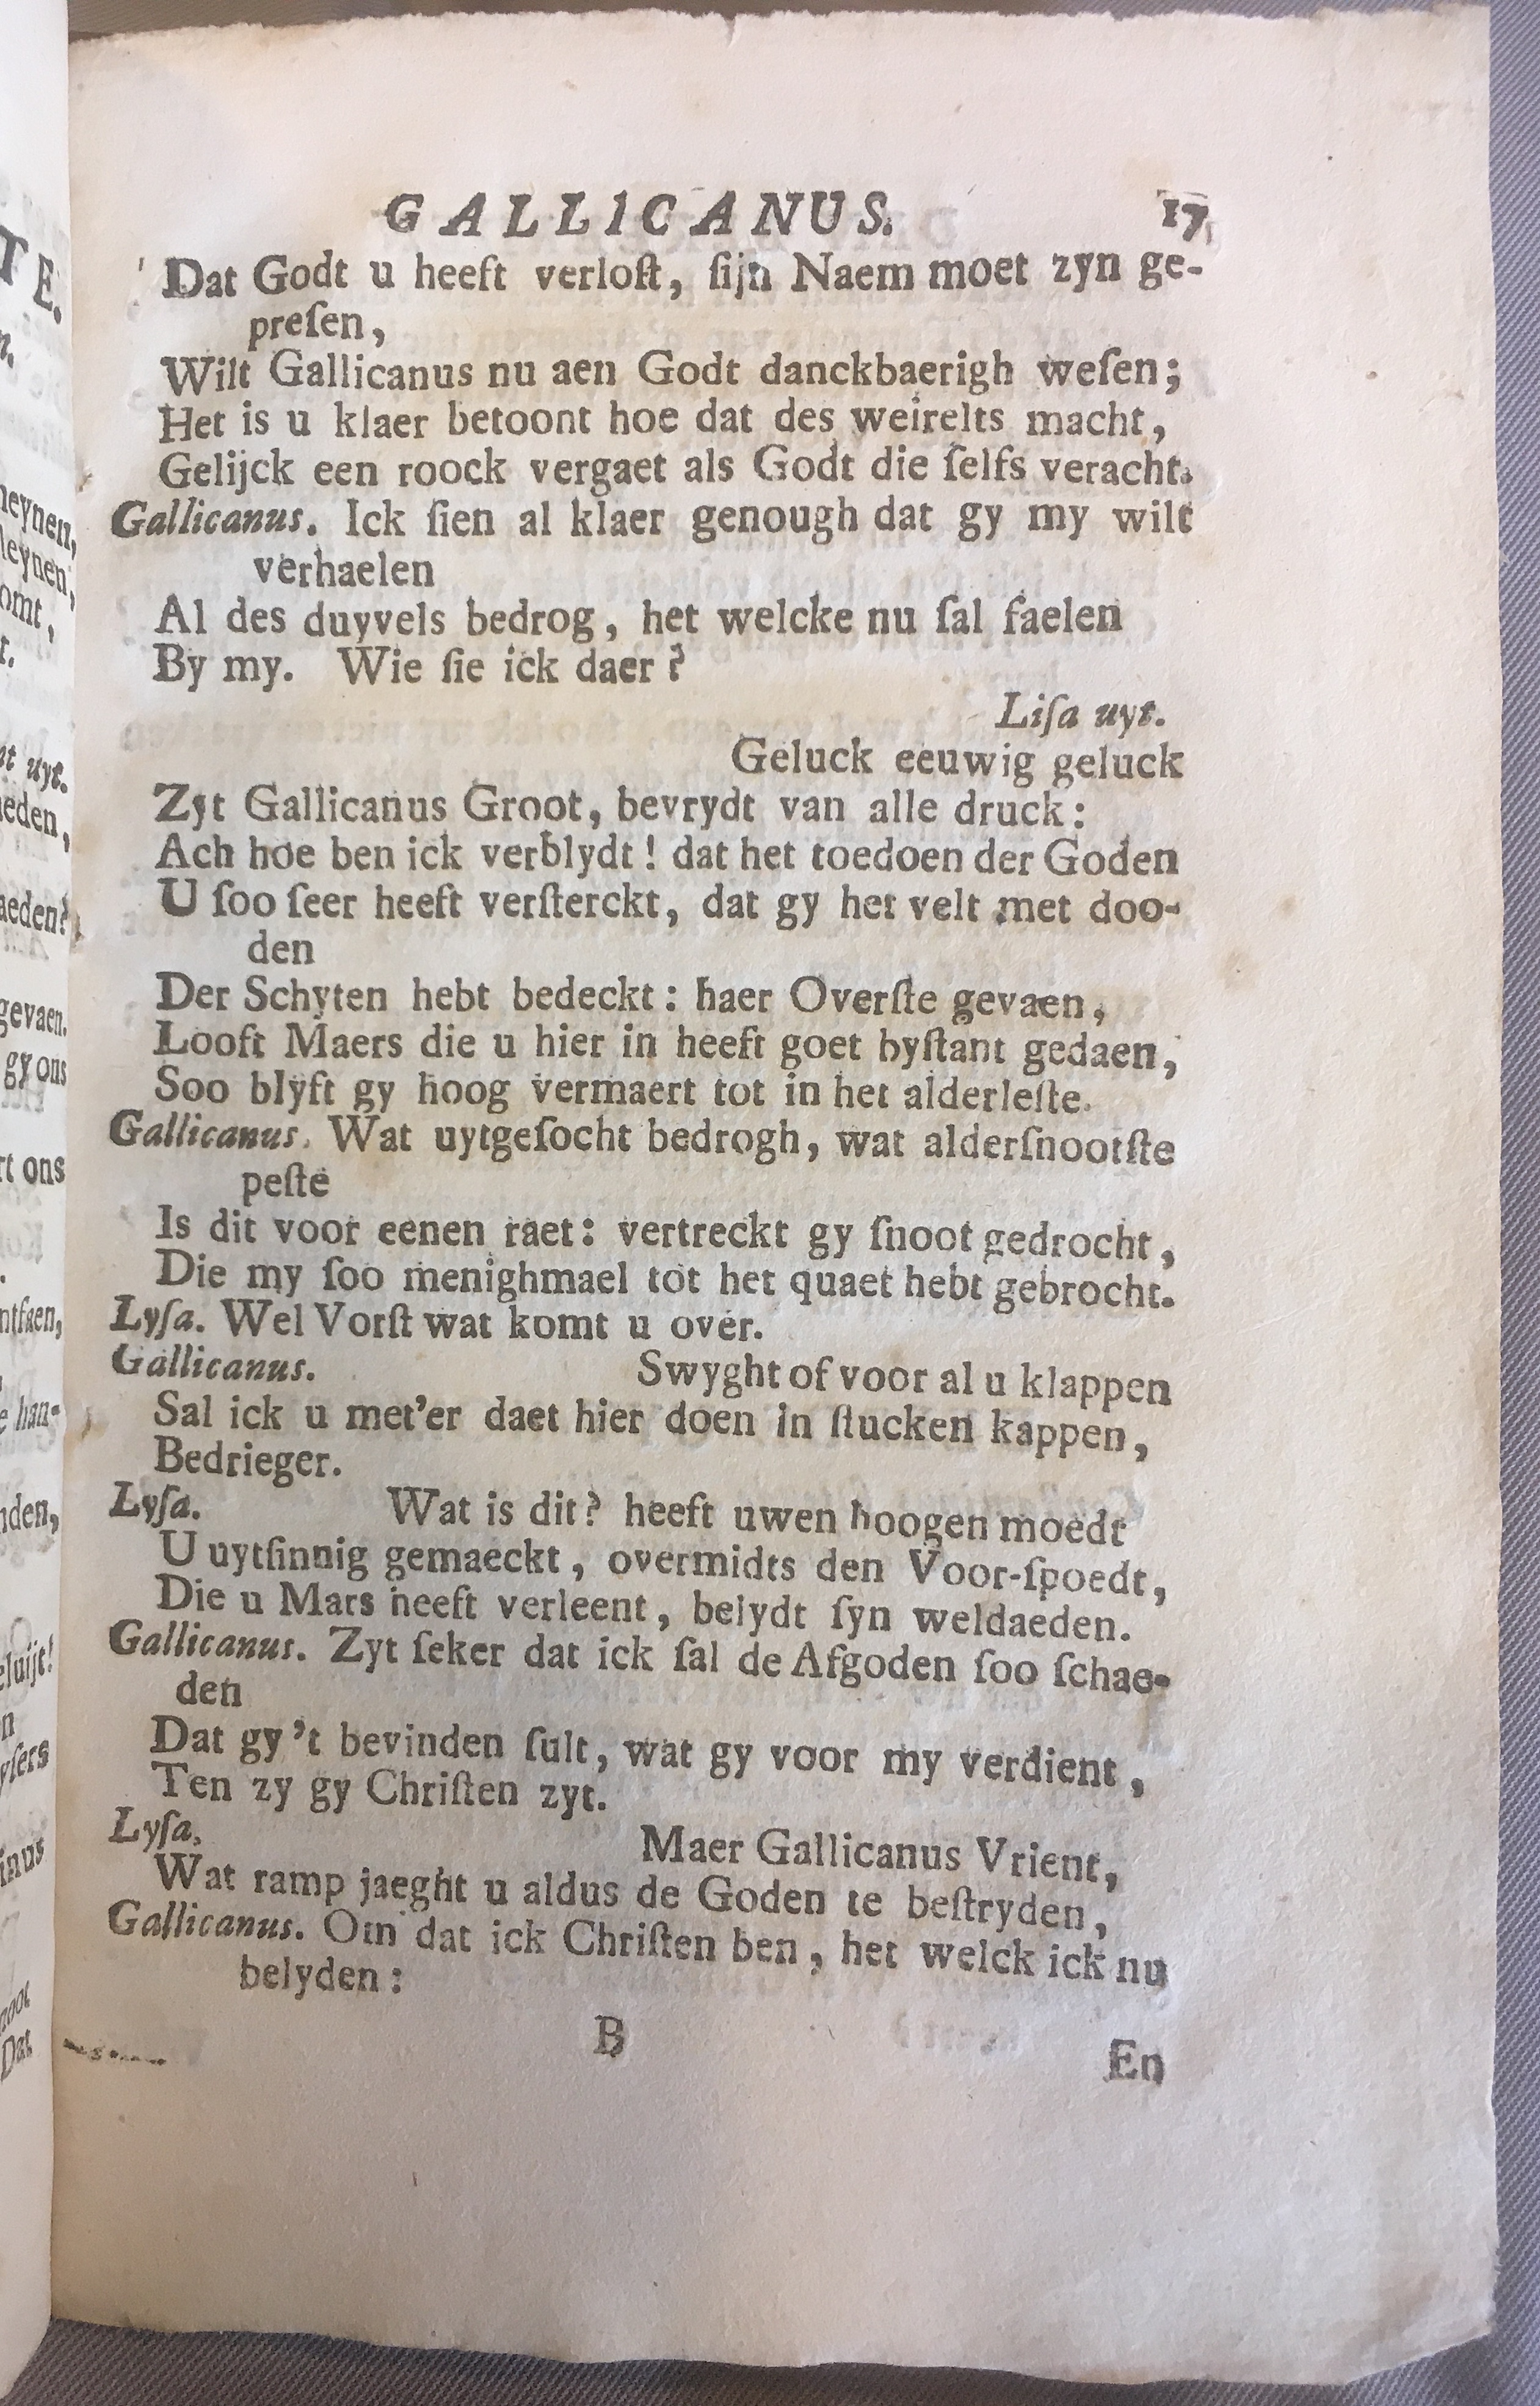 GALLICANUS. 17
Dat Godt u heeft verloſt, ſijn Naem moet zyn ge-
preſen,
Wilt Gallicanus nu aen Godt danckbaerigh weſen;
Het is u klaer betoont hoe dat des weirelts macht,
Gelijck een roock vergaet als Godt die ſelfs veracht.
Gallicanus. Ick ſien al klaer genough dat gy my wilt
verhaelen
Al des duyvels bedrog, het welcke nu ſal faelen
By my. Wie ſie ick daer?
Liſa uyt.
Geluck eeuwig geluck
Zyt Gallicanus Groot, bevrydt van alle druck:
Ach hoe ben ick verblydt! dat het toedoen der Goden
U ſoo ſeer heeft verſterckt, dat gy het velt met doo-
den
Der Schyten hebt bedeckt: haer Overſte gevaen,
Looft Maers die u hier in heeft goet byſtant gedaen,
Soo blyft gy hoog vermaert tot in het alderleſte.
Gallicanus. Wat uytgeſocht bedrogh, wat alderſnootſte
peſte
Is dit voor eenen raet: vertreckt gy ſnoot gedrocht,
Die my ſoo menighmael tot het quaet hebt gebrocht.
Lyſa. Wel Vorſt wat komt u over.
Gallicanus. Swyght of voor al u klappen
Sal ick u met'er daet hier doen in ſtucken kappen,
Bedrieger.
Lyſa. Wat is dit? heeft uwen hoogen moedt
U uytſinnig gemaeckt, overmidts den Voor-ſpoedt,
Die u Mars heeft verleent, belydt ſyn weldaeden.
Gallicanus. Zyt ſeker dat ick ſal de Afgoden ſoo ſchae-
den
Dat gy 't bevinden ſult, wat gy voor my verdient,
Ten zy gy Chriſten zyt.
Lyſa, Maer Gallicanus Vrient,
Wat ramp jaeght u aldus de Goden te beſtryden,
Gallicanus. Om dat ick Chriſten ben, het welck ick nu
belyden:
B
En